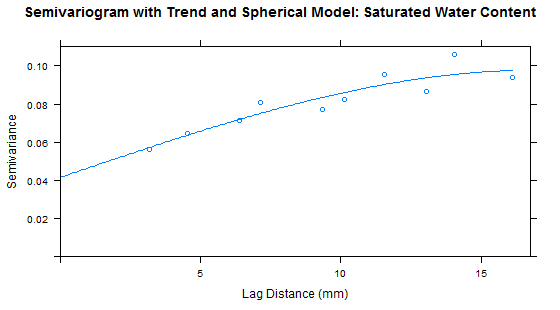 Semivariogram with Trend and Spherical Model: Saturated Water Content
0.10
0.08
0.06
0.04
0.02
Semivariance
5
10
15
Lag Distance (mm)